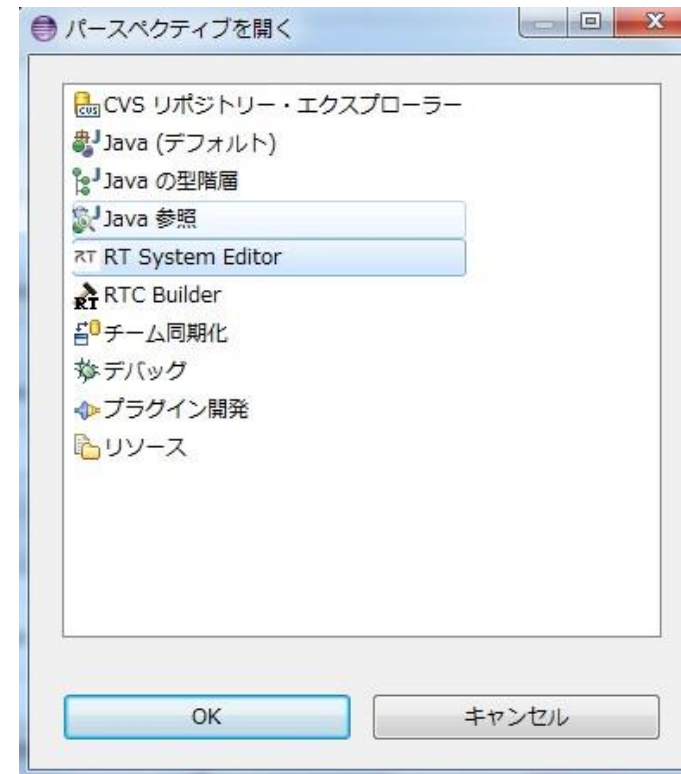 パースペクティブを開く
CVS リポジトリー・エクスプローラー
Java (デフォルト)
Java の型階層
Java 参照
RT RT System Editor
RT RTC Builder
チーム同期化
デバッグ
プラグイン開発
リソース
OK
キャンセル